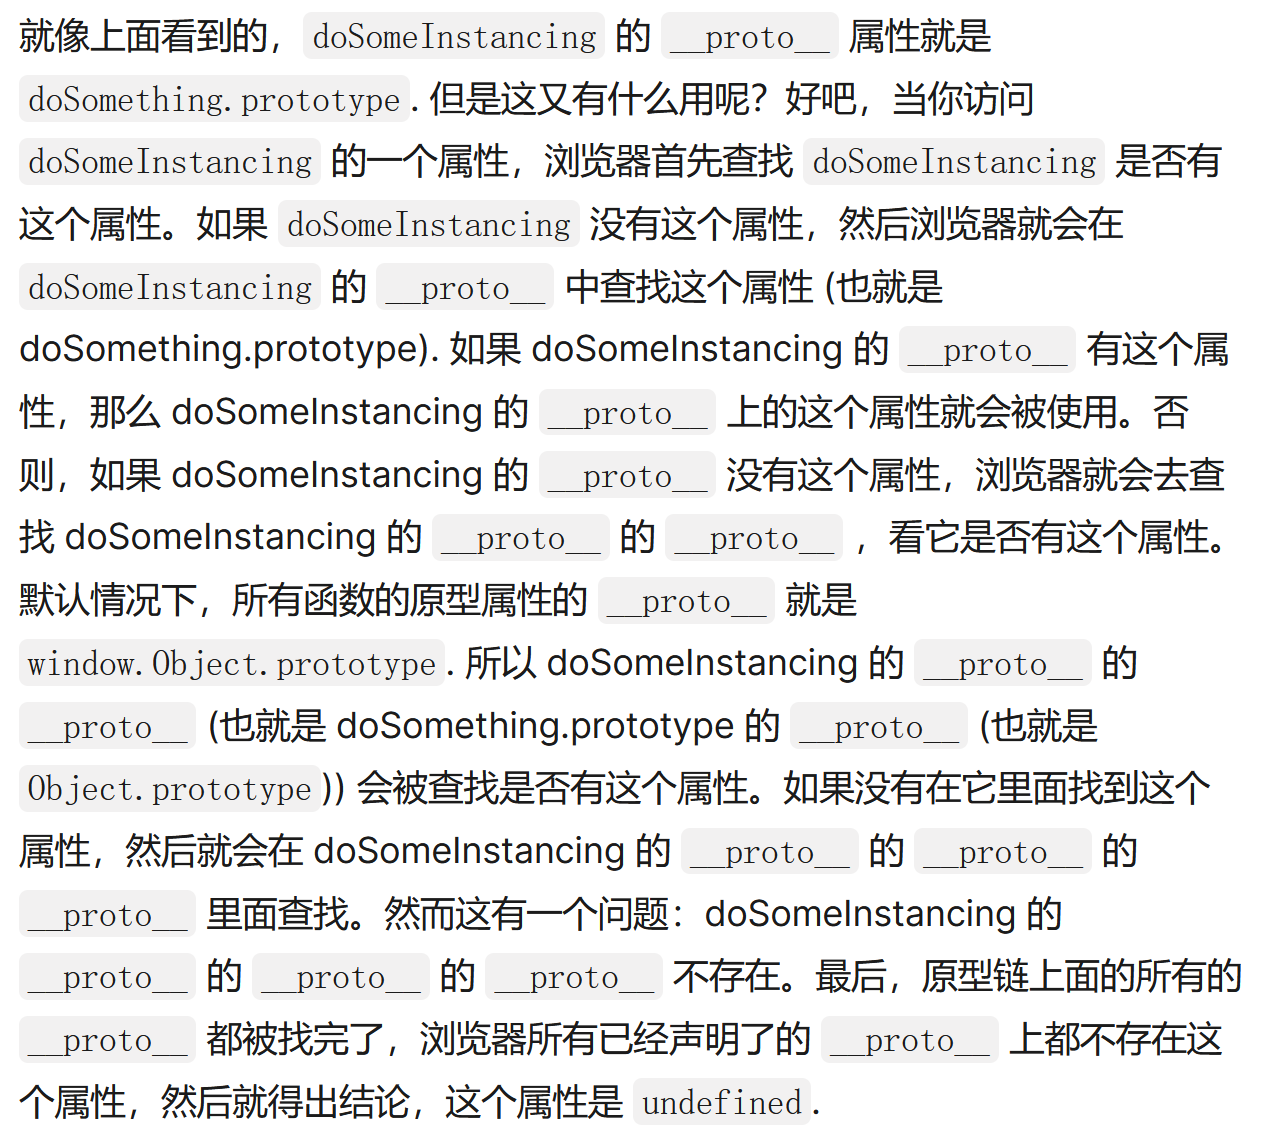 就像上面看到的，doSomeInstancing 的 __proto__ 属性就是
doSomething.prototype. 但是这又有什么用呢？好吧，当你访问
doSomeInstancing 的一个属性，浏览器首先查找 doSomeInstancing 是否有
这个属性。如果 doSomeInstancing 没有这个属性，然后浏览器就会在
doSomeInstancing 的 __proto__ 中查找这个属性 (也就是
doSomething.prototype). 如果 doSomeInstancing 的 __proto__ 有这个属
性，那么 doSomeInstancing 的 __proto__ 上的这个属性就会被使用。否
则，如果 doSomeInstancing 的 __proto__ 没有这个属性，浏览器就会去查
找 doSomeInstancing 的 __proto__ 的 __proto__ ，看它是否有这个属性。
默认情况下，所有函数的原型属性的 __proto__ 就是
window.Object.prototype. 所以 doSomeInstancing 的 __proto__ 的
__proto__ (也就是 doSomething.prototype 的 __proto__ (也就是
Object.prototype)) 会被查找是否有这个属性。如果没有在它里面找到这个
属性，然后就会在 doSomeInstancing 的 __proto__ 的 __proto__ 的
__proto__ 里面查找。然而这有一个问题：doSomeInstancing 的
__proto__ 的 __proto__ 的 __proto__ 不存在。最后，原型链上面的所有的
__proto__ 都被找完了，浏览器所有已经声明了的 __proto__ 上都不存在这
个属性，然后就得出结论，这个属性是 undefined.